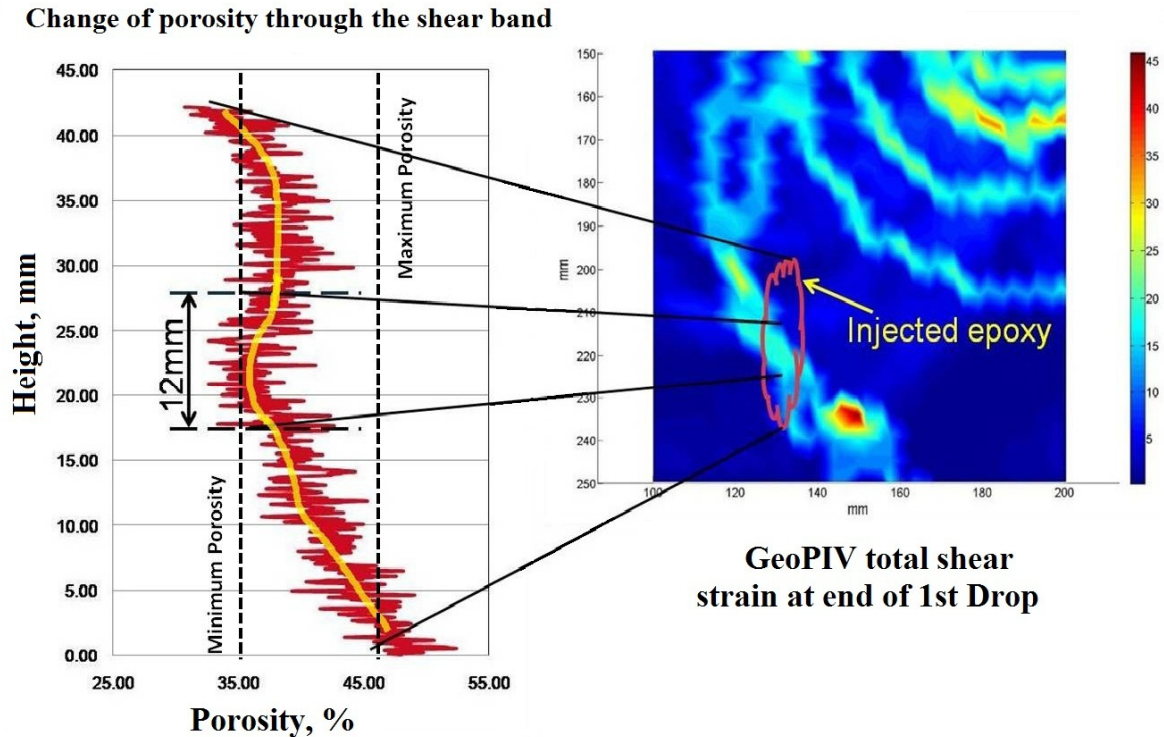 Change of porosity through the shear band
45.00
40.00
35.00
30.00
25.00
20.00
15.00
10.00
5.00
0.00
25.00 35.00 45.00 55.00
Height, mm
Porosity, %
12mm
Minimum Porosity
Maximum Porosity
150
160
170
180
190
200
210
220
230
240
250
mm
100 120 140 160 180 200
mm
Injected epoxy
45
40
35
30
25
20
15
10
5
GeoPIV total shear
strain at end of 1st Drop